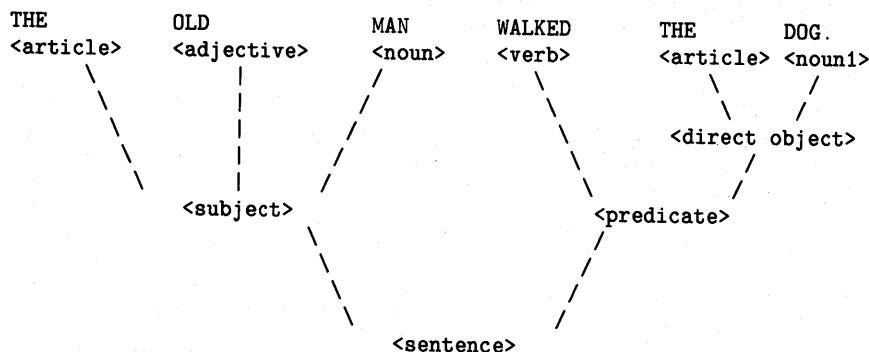 THE OLD MAN WALKED THE DOG.
<article> <adjective> <noun> <verb> <article> <noun1>
<direct object>
<subject> <predicate>
<sentence>